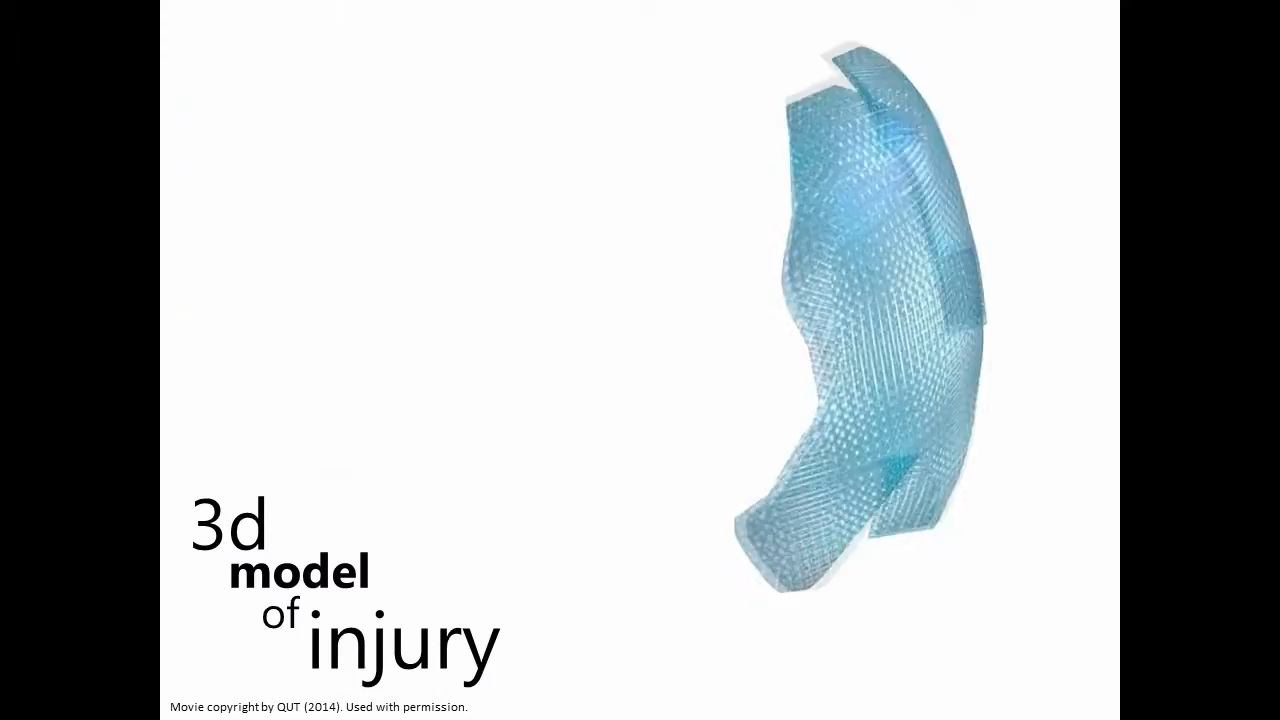 3d
model
of
injury
Movie copyright by QUT (2014). Used with permission.